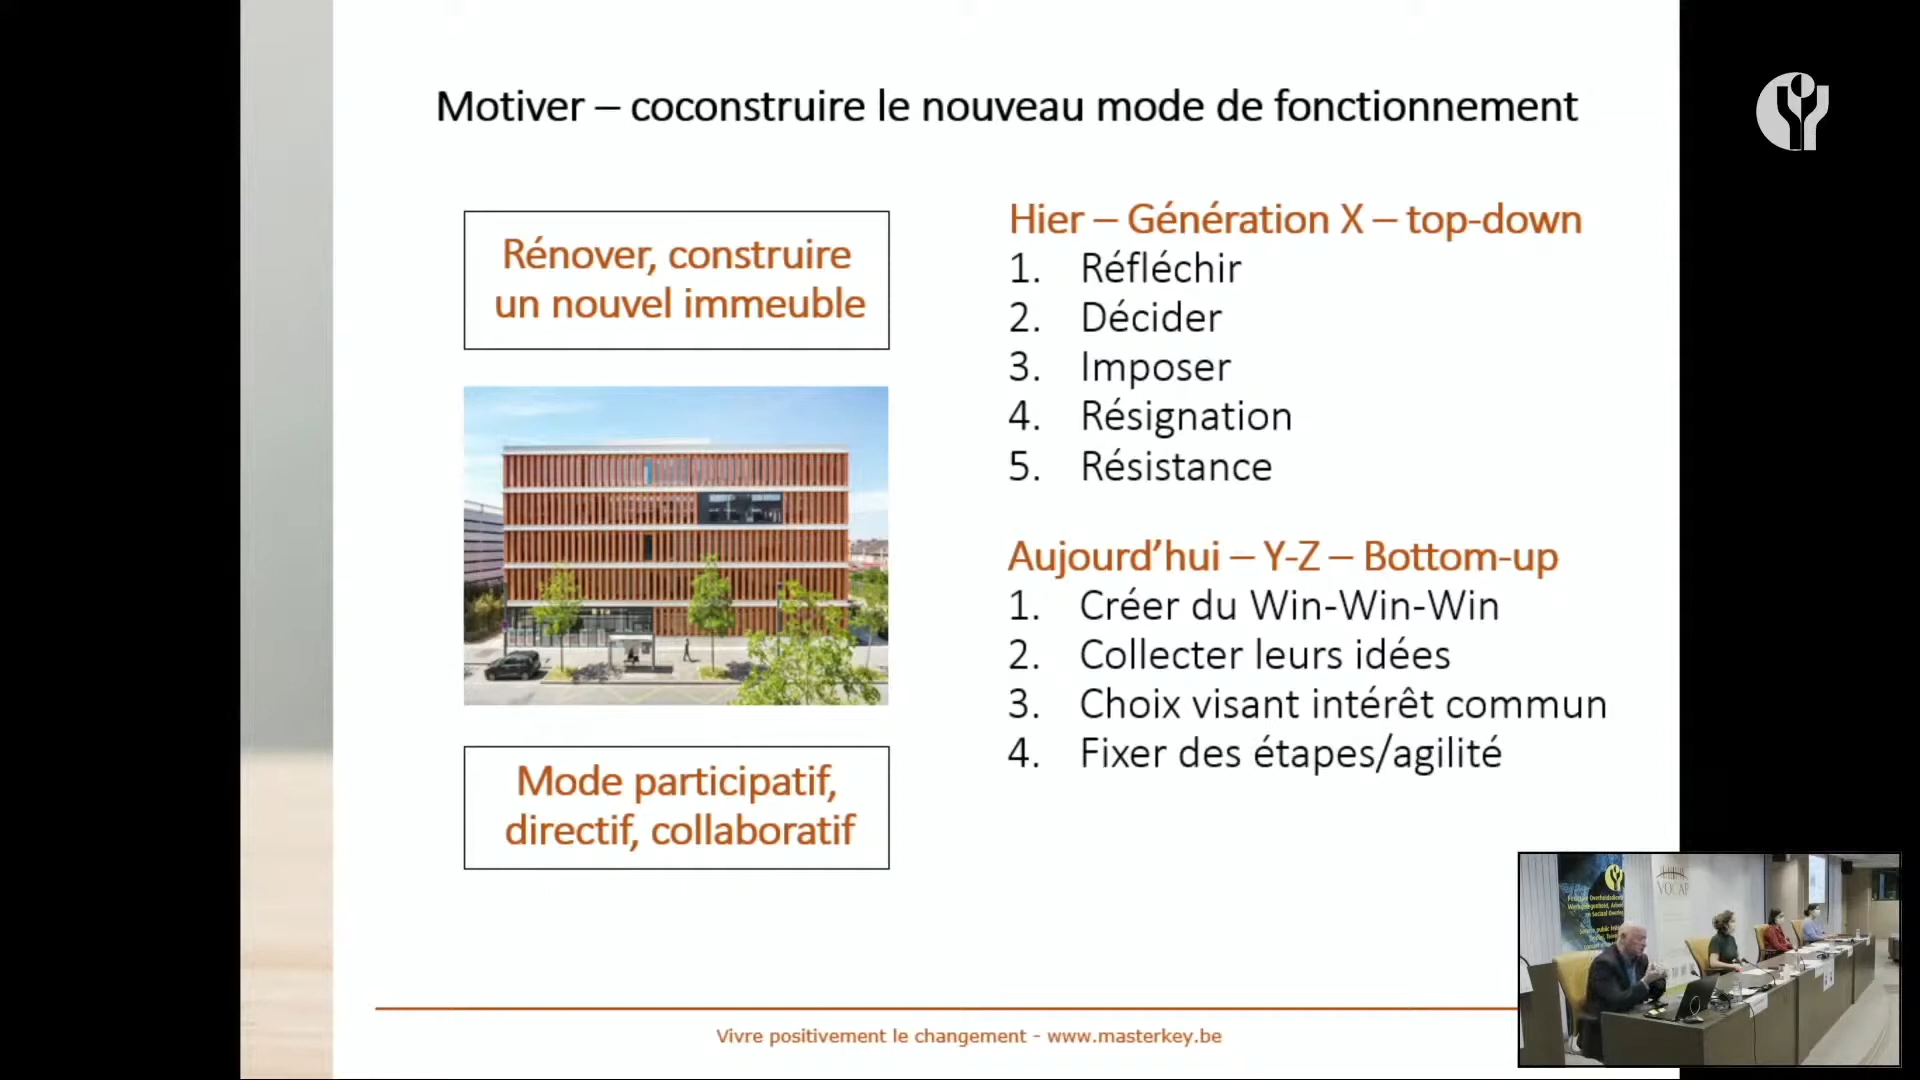 Motiver – coconstruire le nouveau mode de fonctionnement
Rénover, construire
un nouvel immeuble
Mode participatif,
directif, collaboratif
Hier – Génération X – top-down
1. Réfléchir
2. Décider
3. Imposer
4. Résignation
5. Résistance
Aujourd’hui – Y-Z – Bottom-up
1. Créer du Win-Win-Win
2. Collecter leurs idées
3. Choix visant intérêt commun
4. Fixer des étapes/agilité
Vivre positivement le changement - www.masterkey.be
VOCAP